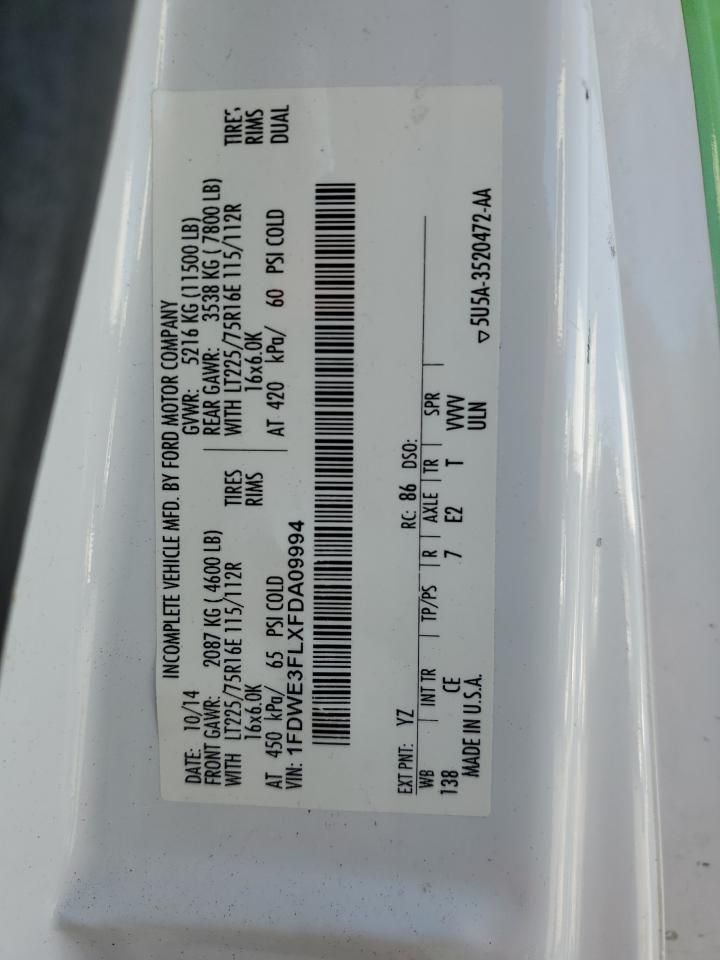 INCOMPLETE VEHICLE MFD. BY FORD MOTOR COMPANY
DATE: 10/14 GVWR: 5216 KG (11500 LB)
FRONT GAWR: 2087 KG ( 4600 LB) REAR GAWR: 3538 KG ( 7800 LB)
WITH LT225/75R16E 115/112R TIRES WITH LT225/75R16E 115/112R TIRES
16x6.0K RIMS 16x6.0K RIMS
AT 450 kPa/ 65 PSI COLD AT 420 kPa/ 60 PSI COLD DUAL
VIN: 1FDWE3FLXFDA09994
EXT PNT: YZ RC: 86 DSO:
WB INT TR TP/PS R AXLE TR SPR
138 CE 7 E2 T VVVV
MADE IN U.S.A. ULN
▽5U5A-3520472-AA